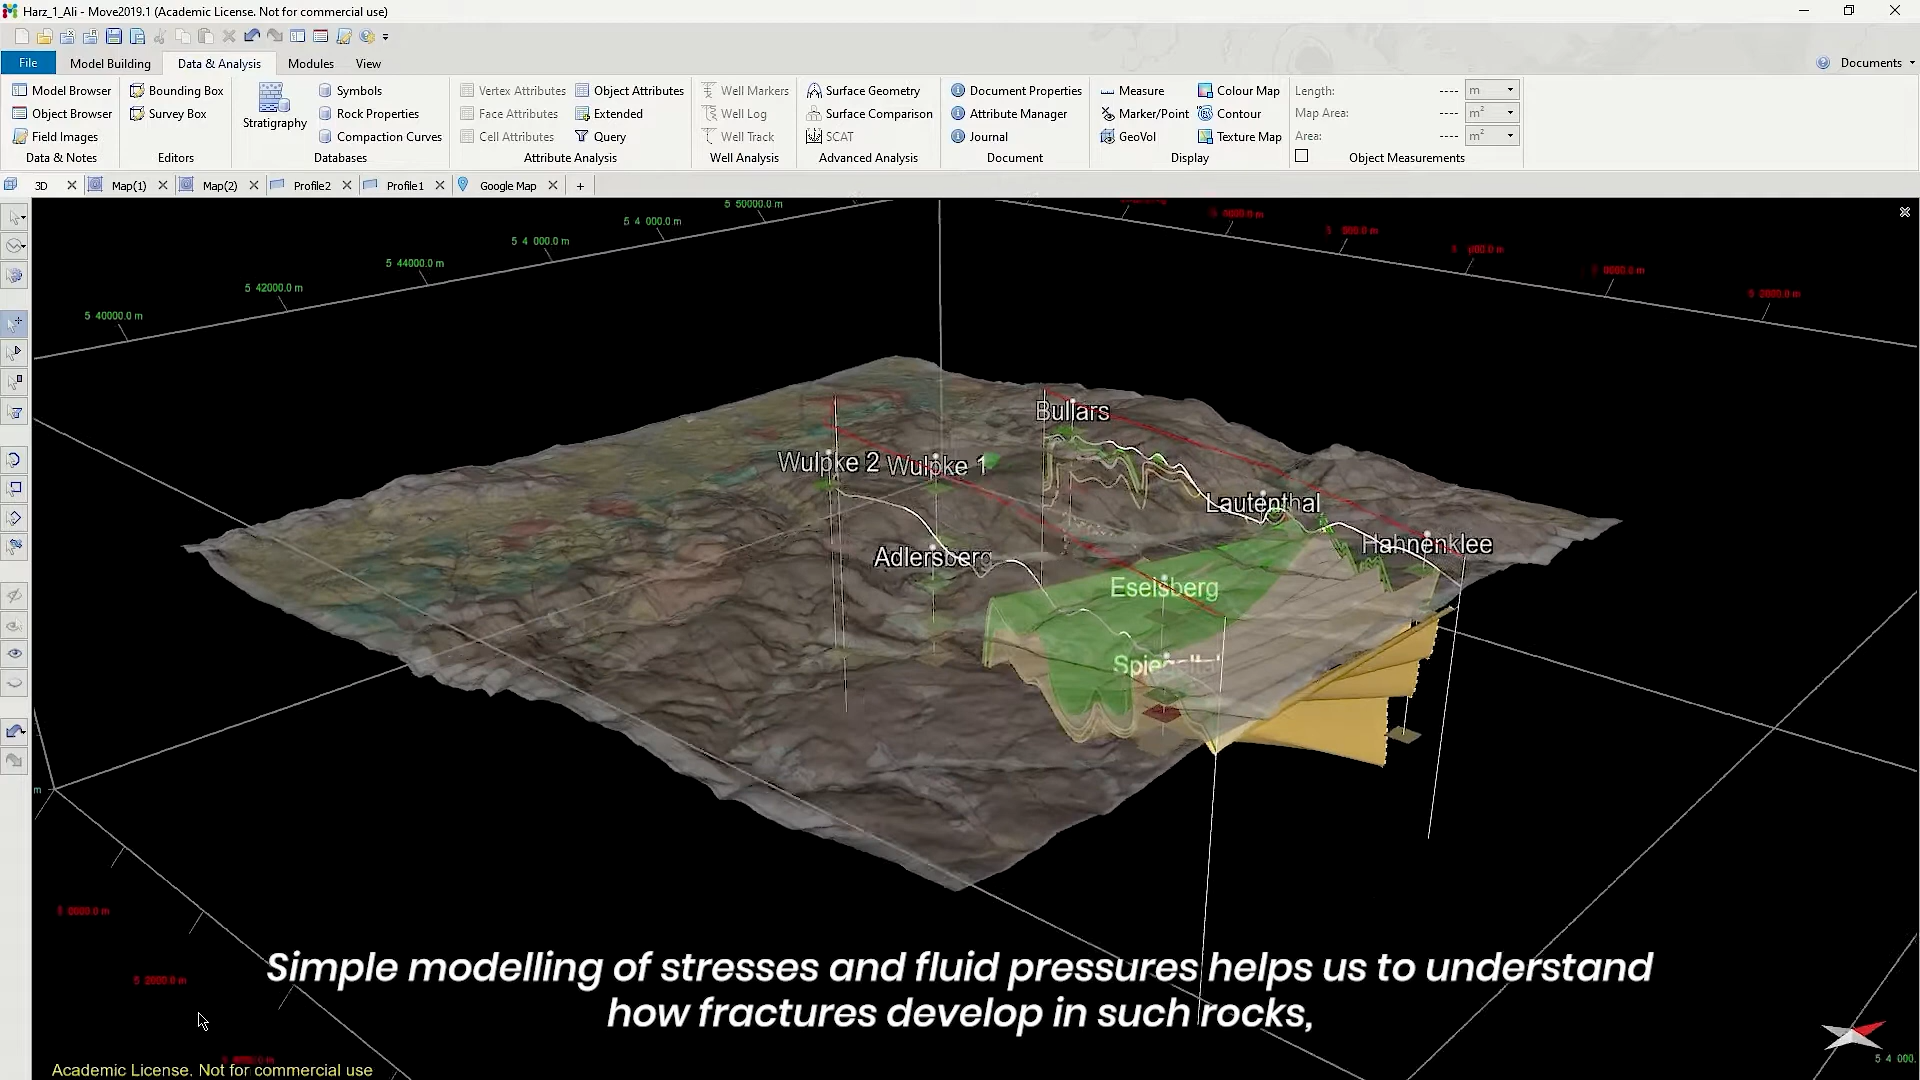 Harz_1_Ali - Move2019.1 (Academic License. Not for commercial use)
File Model Building Data & Analysis Modules View Documents
Model Browser Bounding Box Stratigraphy Symbols Vertex Attributes Object Attributes Well Markers Surface Geometry Document Properties Measure Colour Map Length: ---- m
Object Browser Survey Box Rock Properties Face Attributes Extended Well Log Surface Comparison Attribute Manager Marker/Point Contour Map Area: ---- m²
Field Images Compaction Curves Cell Attributes Query Well Track SCAT Journal GeoVol Texture Map Area: ---- m²
Data & Notes Editors Databases Attribute Analysis Well Analysis Advanced Analysis Document Display Object Measurements
3D Map(1) Map(2) Profile2 Profile1 Google Map +
5 50000.0 m
5 4 000.0 m
5 4 000.0 m
5 44000.0 m
5 42000.0 m
5 40000.0 m
Bullars
Wulpke 2 Wulpke 1
Lautenthal
Hahnenklee
Adlersberg
Eselsberg
Spiegeltal
m
Simple modelling of stresses and fluid pressures helps us to understand
how fractures develop in such rocks,
5 4 000.
Academic License. Not for commercial use